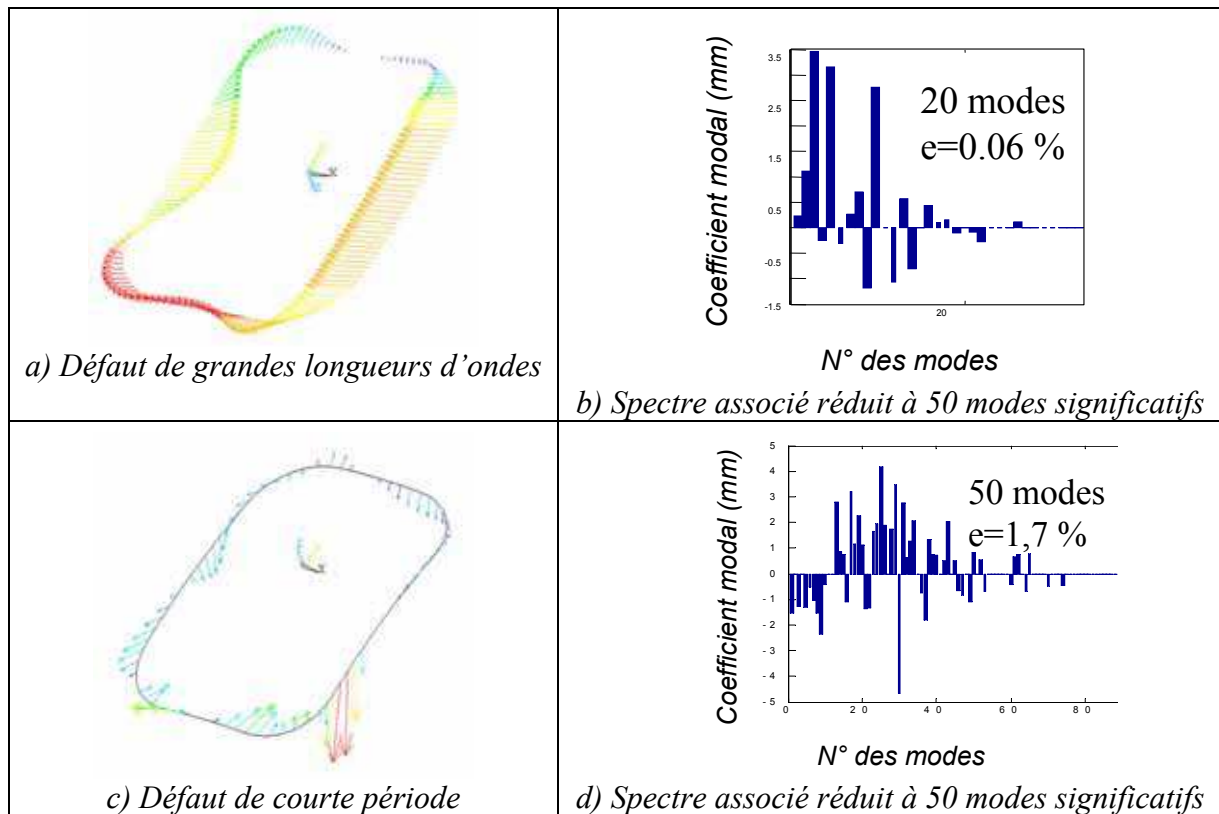 a) Défaut de grandes longueurs d’ondes
Coefficient modal (mm)
3.5
2.5
1.5
0.5
-0.5
-1.5
20
20 modes
e=0.06 %
N° des modes
b) Spectre associé réduit à 50 modes significatifs
c) Défaut de courte période
Coefficient modal (mm)
5
4
3
2
1
0
- 1
- 2
- 3
- 4
- 5
0
2 0
4 0
6 0
8 0
50 modes
e=1,7 %
N° des modes
d) Spectre associé réduit à 50 modes significatifs